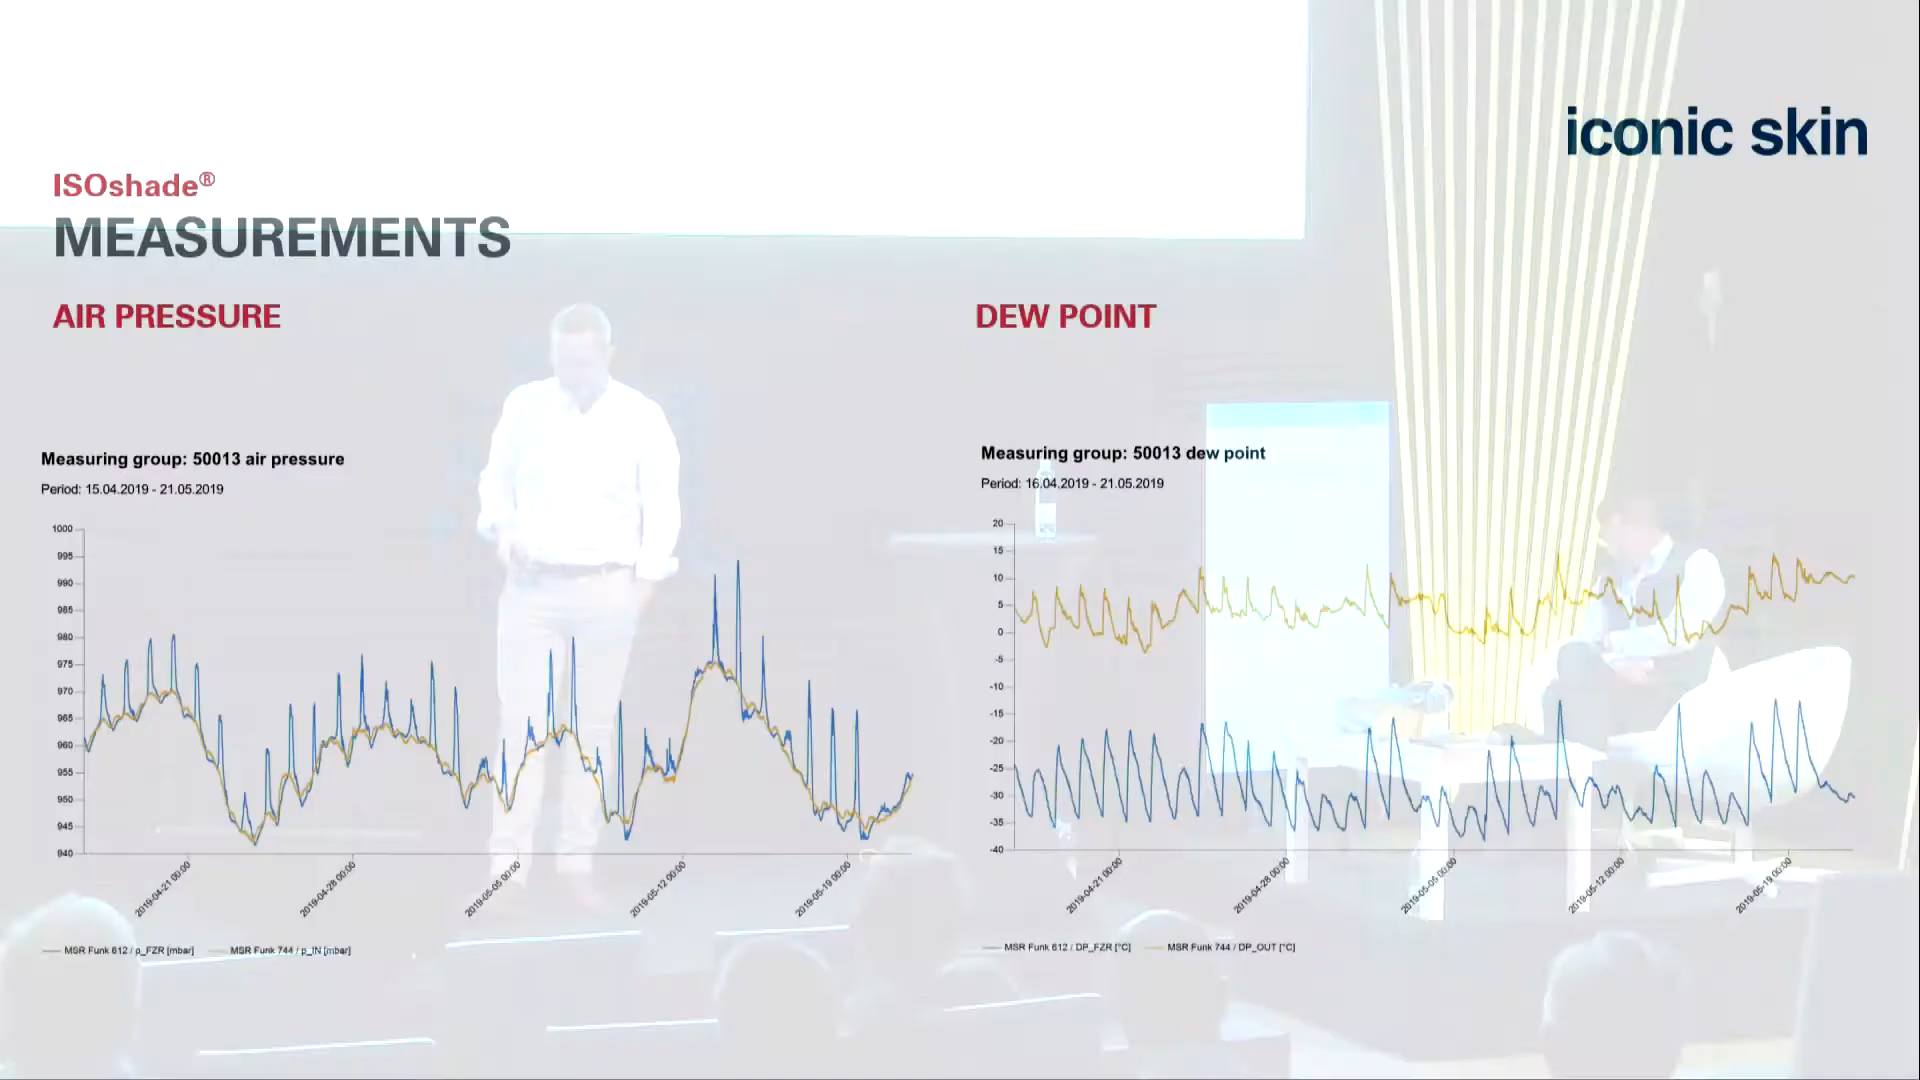 iconic skin
ISOshade®
MEASUREMENTS
AIR PRESSURE
Measuring group: 50013 air pressure
Period: 15.04.2019 - 21.05.2019
1000
995
990
985
980
975
970
965
960
955
950
945
940
2019-04-21 00:00
2019-04-28 00:00
2019-05-05 00:00
2019-05-12 00:00
2019-05-19 00:00
MSR Funk 612 / p_FZR [mbar]
MSR Funk 744 / p_IN [mbar]
DEW POINT
Measuring group: 50013 dew point
Period: 16.04.2019 - 21.05.2019
20
15
10
5
0
-5
-10
-15
-20
-25
-30
-35
-40
2019-04-21 00:00
2019-04-28 00:00
2019-05-05 00:00
2019-05-12 00:00
2019-05-19 00:00
MSR Funk 612 / DP_FZR [°C]
MSR Funk 744 / DP_OUT [°C]